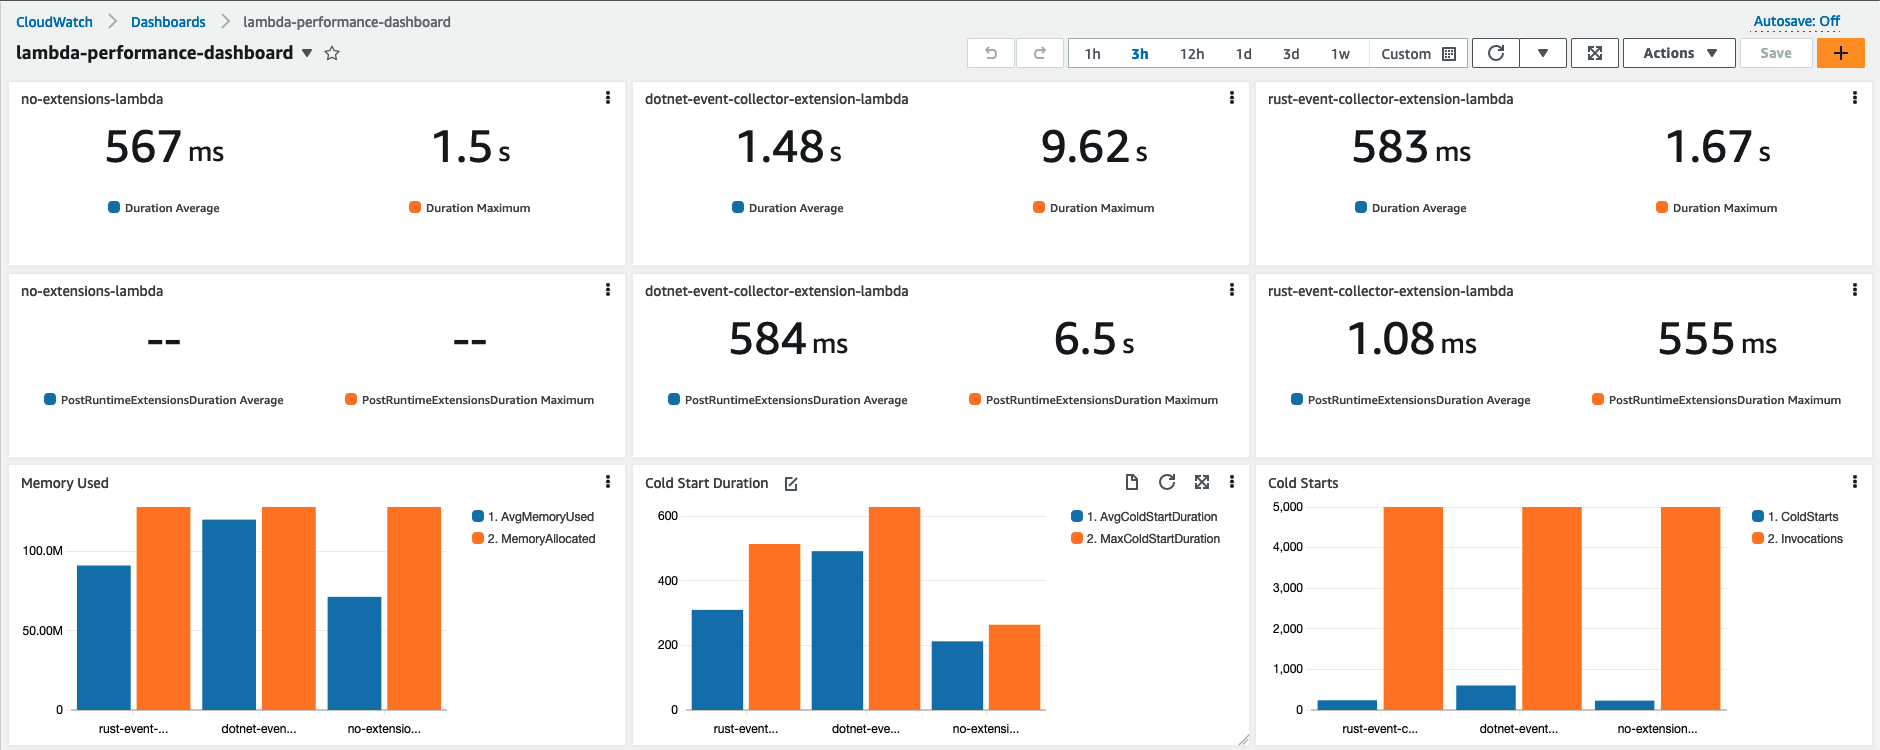 CloudWatch
Dashboards
lambda-performance-dashboard
Autosave: Off
lambda-performance-dashboard
1h 3h 12h 1d 3d 1w Custom
Actions
Save
no-extensions-lambda
567 ms
1.5 s
Duration Average
Duration Maximum
dotnet-event-collector-extension-lambda
1.48 s
9.62 s
Duration Average
Duration Maximum
rust-event-collector-extension-lambda
583 ms
1.67 s
Duration Average
Duration Maximum
no-extensions-lambda
--
--
PostRuntimeExtensionsDuration Average
PostRuntimeExtensionsDuration Maximum
dotnet-event-collector-extension-lambda
584 ms
6.5 s
PostRuntimeExtensionsDuration Average
PostRuntimeExtensionsDuration Maximum
rust-event-collector-extension-lambda
1.08 ms
555 ms
PostRuntimeExtensionsDuration Average
PostRuntimeExtensionsDuration Maximum
Memory Used
1. AvgMemoryUsed
2. MemoryAllocated
100.0M
50.00M
0
rust-event-...
dotnet-even...
no-extensio...
Cold Start Duration
1. AvgColdStartDuration
2. MaxColdStartDuration
600
400
200
0
rust-event...
dotnet-eve...
no-extensi...
Cold Starts
1. ColdStarts
2. Invocations
5,000
4,000
3,000
2,000
1,000
0
rust-event-c...
dotnet-event...
no-extension...